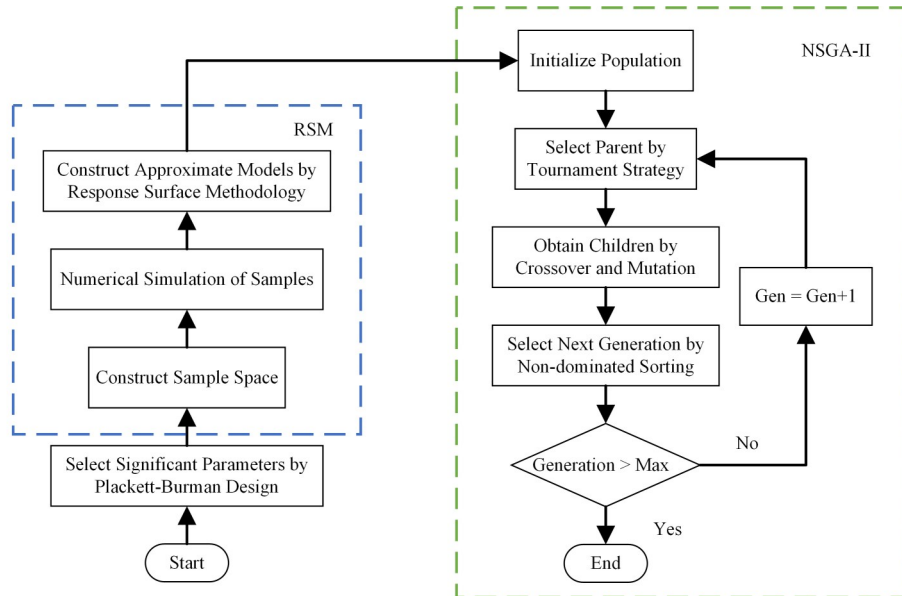 RSM
Construct Approximate Models by
Response Surface Methodology
Numerical Simulation of Samples
Construct Sample Space
Select Significant Parameters by
Plackett-Burman Design
Start
NSGA-II
Initialize Population
Select Parent by
Tournament Strategy
Obtain Children by
Crossover and Mutation
Gen = Gen+1
Select Next Generation by
Non-dominated Sorting
Generation > Max
No
Yes
End